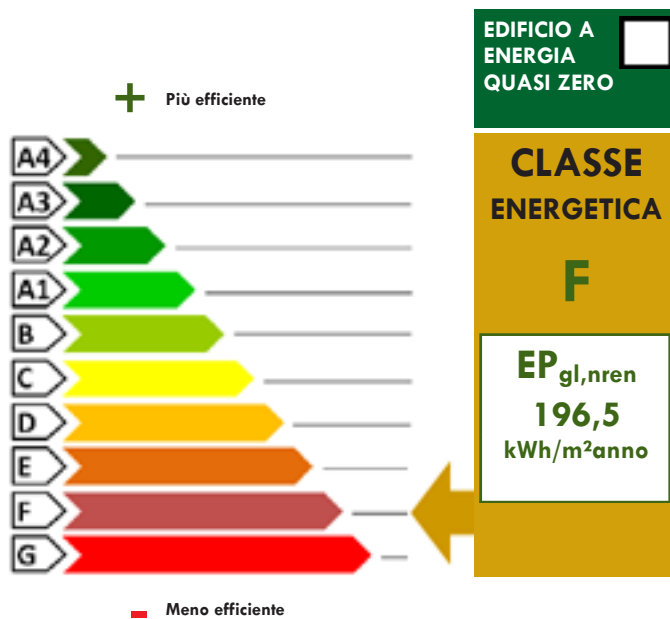 EDIFICIO A
ENERGIA
QUASI ZERO
+ Più efficiente
A4
A3
A2
A1
B
C
D
E
F
G
CLASSE
ENERGETICA
F
EPgl,nren
196,5
kWh/m²anno
- Meno efficiente